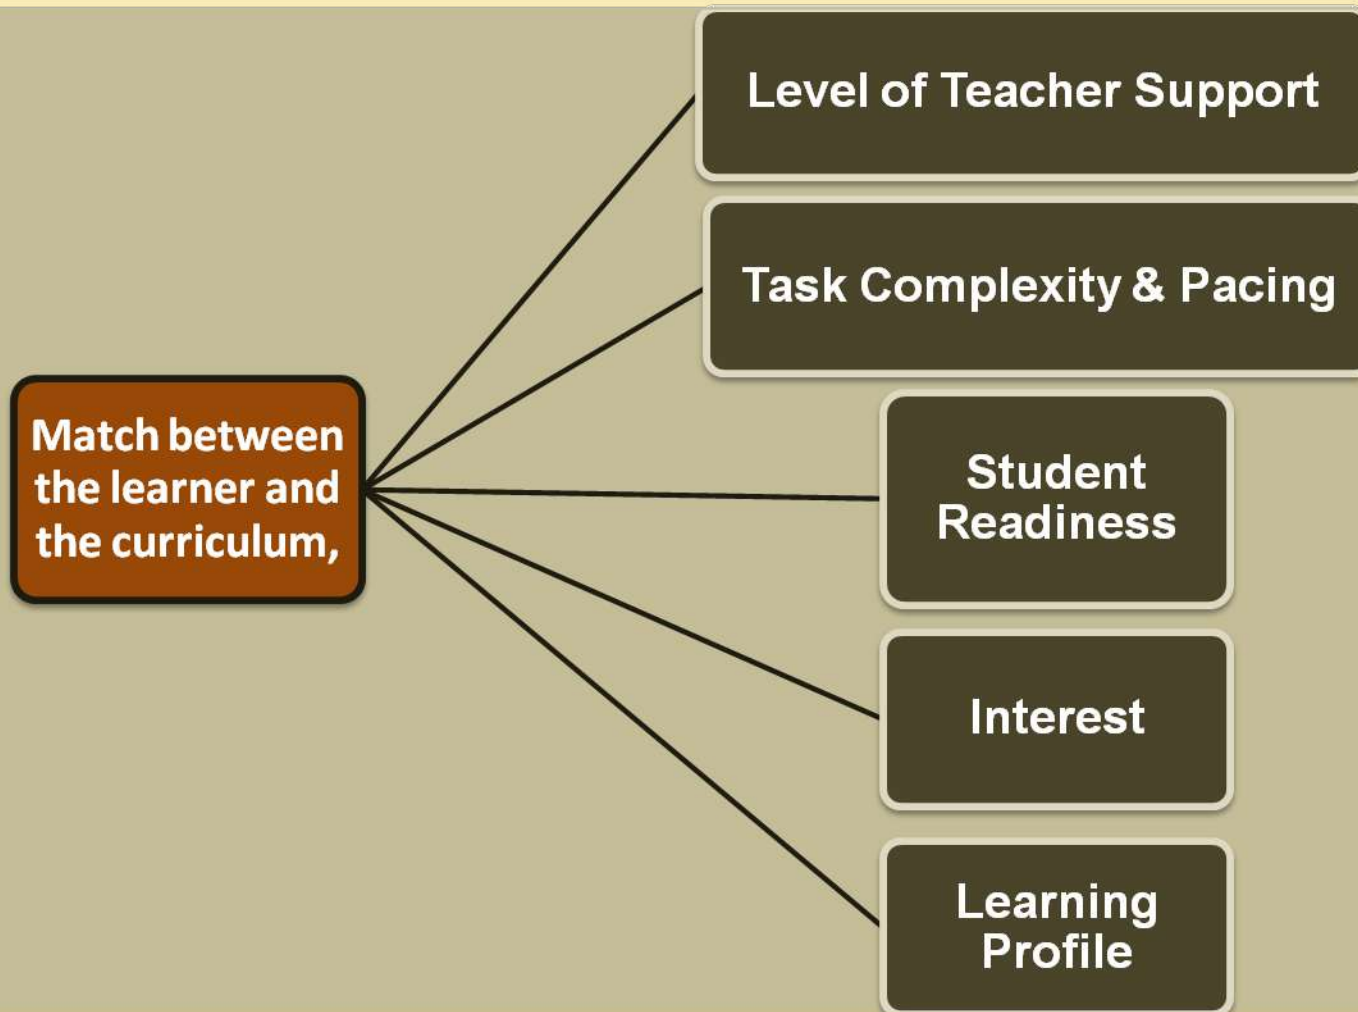 Level of Teacher Support
Task Complexity & Pacing
Match between
the learner and
the curriculum,
Student
Readiness
Interest
Learning
Profile